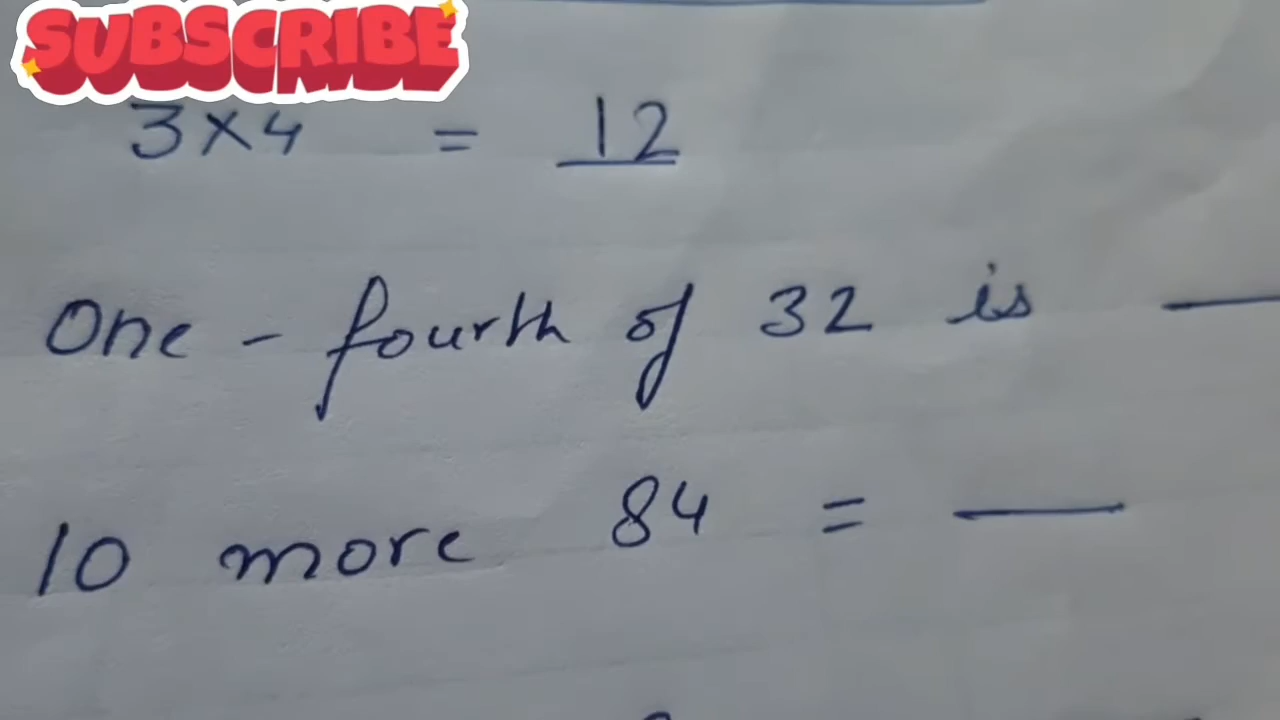 SUBSCRIBE
3×4 = 12
One - fourth of 32 is —
10 more 84 = —